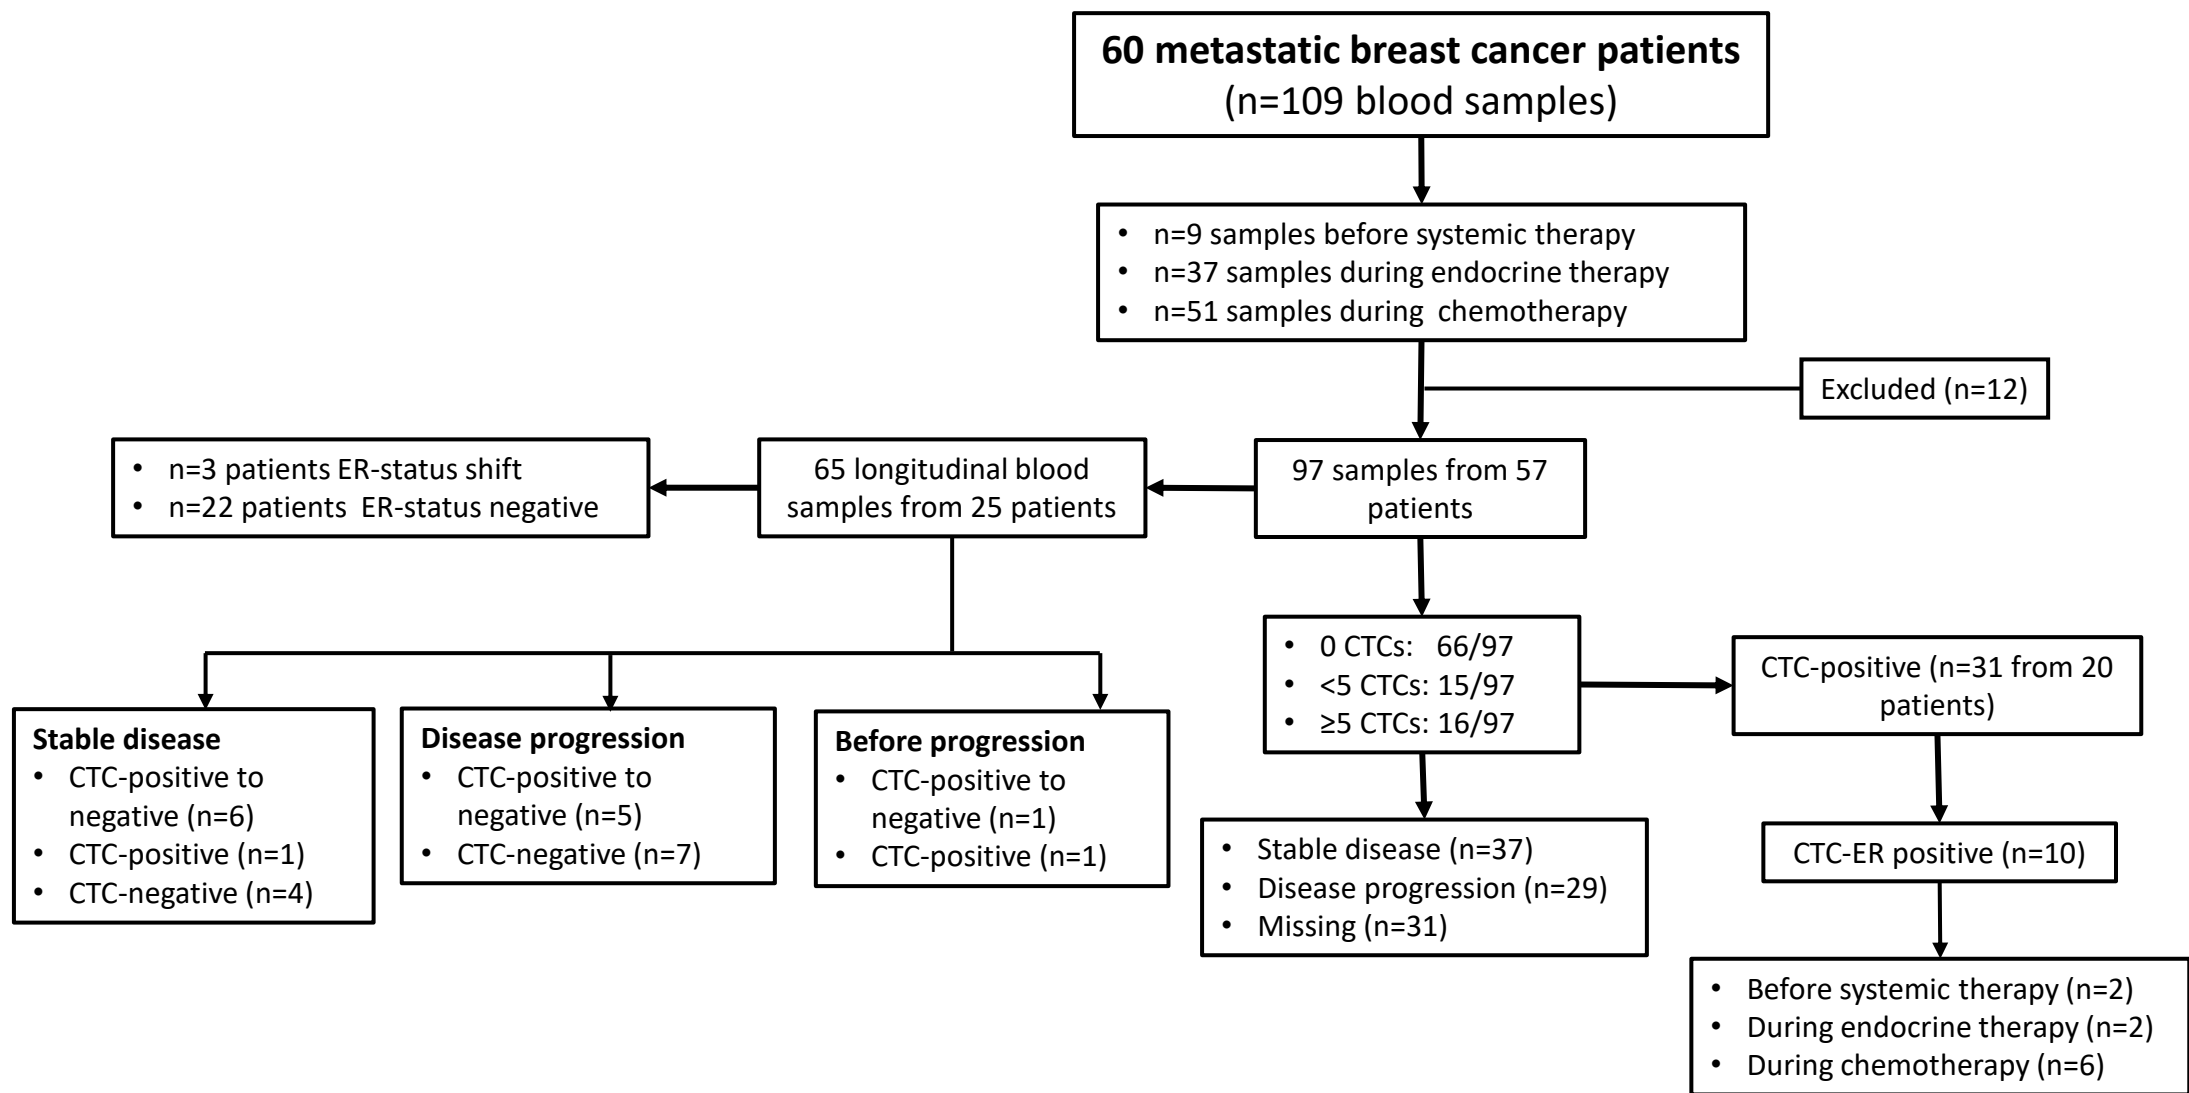 60 metastatic breast cancer patients
(n=109 blood samples)
• n=9 samples before systemic therapy
• n=37 samples during endocrine therapy
• n=51 samples during  chemotherapy
Excluded (n=12)
• n=3 patients ER-status shift
• n=22 patients  ER-status negative
65 longitudinal blood
samples from 25 patients
97 samples from 57
patients
• 0 CTCs:   66/97
• <5 CTCs: 15/97
• ≥5 CTCs: 16/97
CTC-positive (n=31 from 20
patients)
Stable disease
• CTC-positive to
negative (n=6)
• CTC-positive (n=1)
• CTC-negative (n=4)
Disease progression
• CTC-positive to
negative (n=5)
• CTC-negative (n=7)
Before progression
• CTC-positive to
negative (n=1)
• CTC-positive (n=1)
• Stable disease (n=37)
• Disease progression (n=29)
• Missing (n=31)
CTC-ER positive (n=10)
• Before systemic therapy (n=2)
• During endocrine therapy (n=2)
• During chemotherapy (n=6)